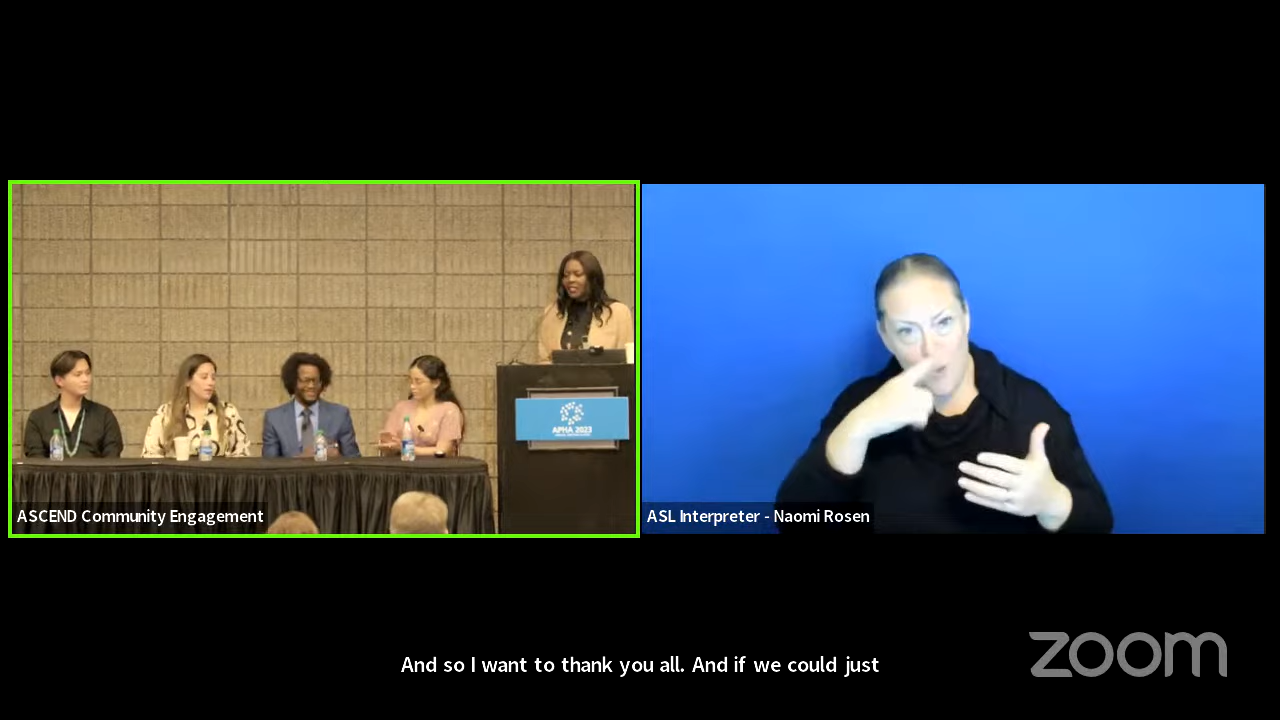 APHA 2023
ASCEND Community Engagement
ASL Interpreter - Naomi Rosen
And so I want to thank you all. And if we could just
zoom